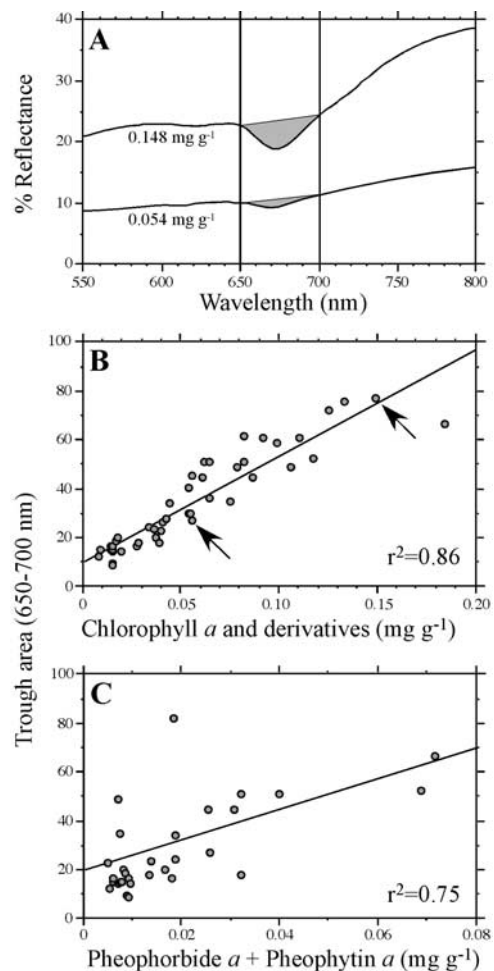 A
40
30
20
10
0
% Reflectance
0.148 mg g-1
0.054 mg g-1
550
600
650
700
750
800
Wavelength (nm)
B
100
80
60
40
20
0
r2=0.86
0
0.05
0.10
0.15
0.20
Chlorophyll a and derivatives (mg g-1)
Trough area (650-700 nm)
C
100
80
60
40
20
0
r2=0.75
0
0.02
0.04
0.06
0.08
Pheophorbide a + Pheophytin a (mg g-1)